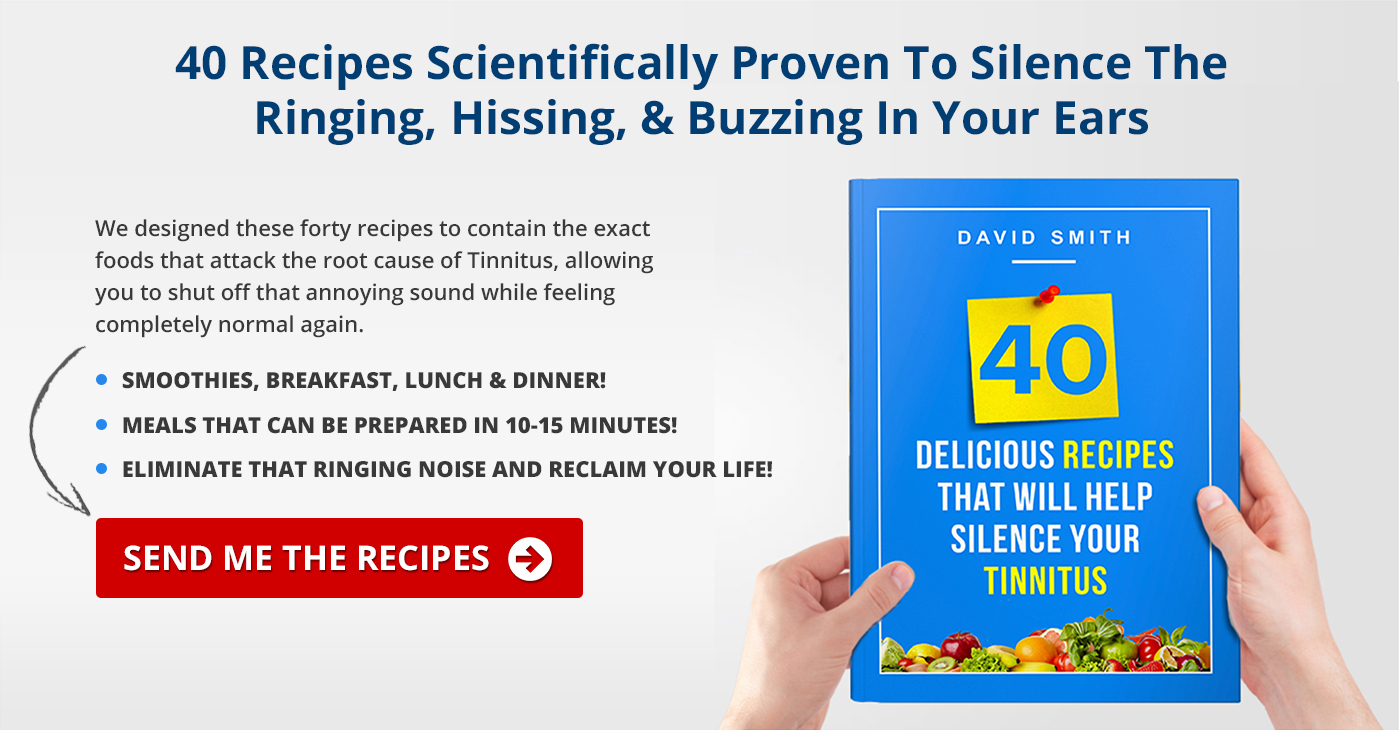 40 Recipes Scientifically Proven To Silence The
Ringing, Hissing, & Buzzing In Your Ears
We designed these forty recipes to contain the exact
foods that attack the root cause of Tinnitus, allowing
you to shut off that annoying sound while feeling
completely normal again.
SMOOTHIES, BREAKFAST, LUNCH & DINNER!
MEALS THAT CAN BE PREPARED IN 10-15 MINUTES!
ELIMINATE THAT RINGING NOISE AND RECLAIM YOUR LIFE!
SEND ME THE RECIPES
DAVID SMITH
40
DELICIOUS RECIPES
THAT WILL HELP
SILENCE YOUR
TINNITUS